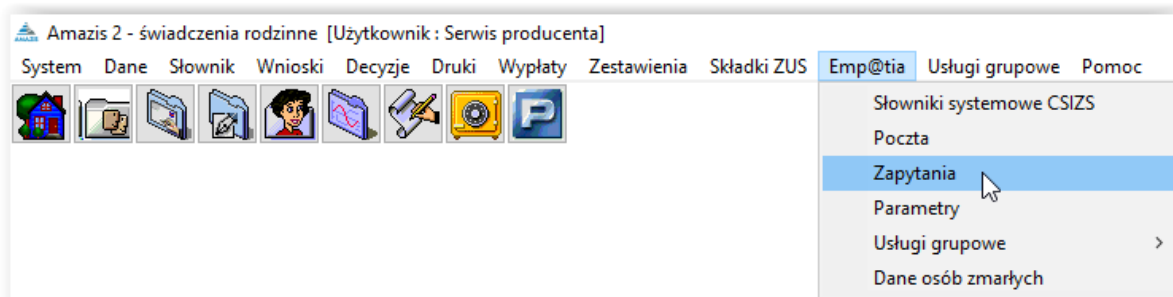 Amazis 2 - świadczenia rodzinne [Użytkownik : Serwis producenta]
System Dane Słownik Wnioski Decyzje Druki Wypłaty Zestawienia Składki ZUS Emp@tia Usługi grupowe Pomoc
Słowniki systemowe CSIZS
Poczta
Zapytania
Parametry
Usługi grupowe
Dane osób zmarłych